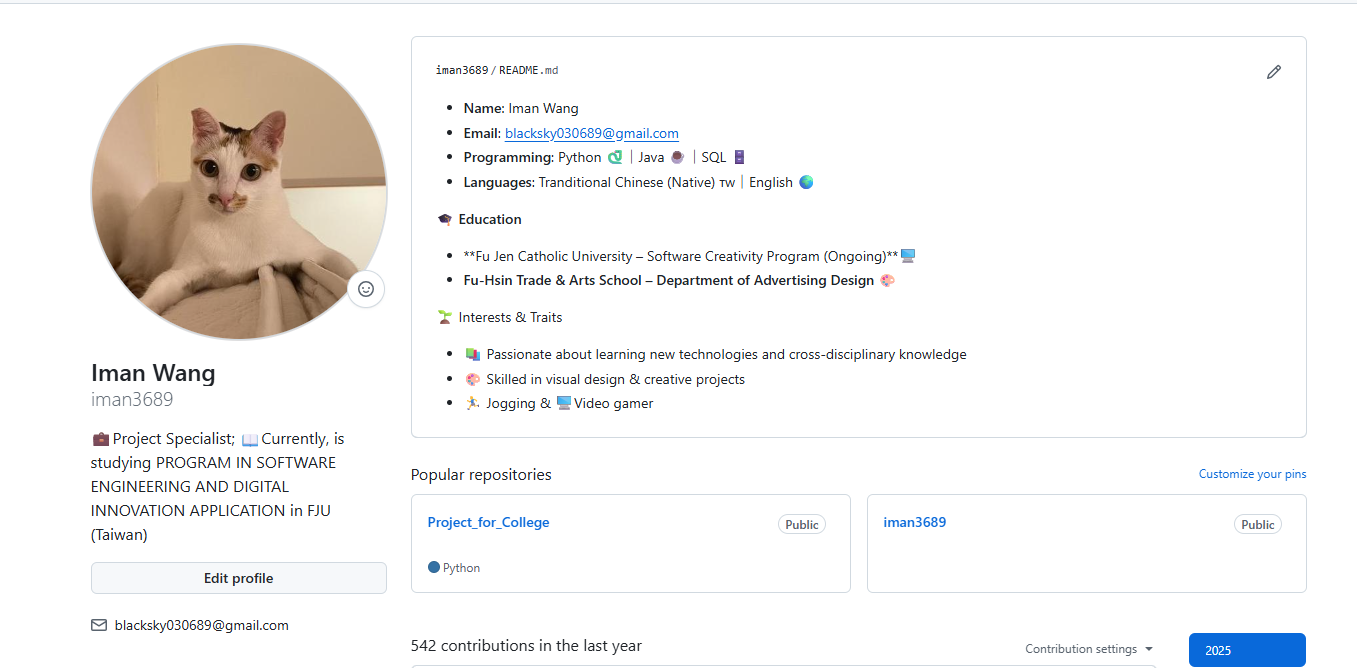 Iman Wang
iman3689
💼 Project Specialist; 📖 Currently, is
studying PROGRAM IN SOFTWARE
ENGINEERING AND DIGITAL
INNOVATION APPLICATION in FJU
(Taiwan)
Edit profile
blacksky030689@gmail.com
iman3689 / README.md
Name: Iman Wang
Email: blacksky030689@gmail.com
Programming: Python | Java | SQL
Languages: Tranditional Chinese (Native) TW | English 🌍
🎓 Education
**Fu Jen Catholic University – Software Creativity Program (Ongoing)** 🖥️
Fu-Hsin Trade & Arts School – Department of Advertising Design 🎨
🌱 Interests & Traits
📚 Passionate about learning new technologies and cross-disciplinary knowledge
🎨 Skilled in visual design & creative projects
🏃 Jogging & 🖥️ Video gamer
Popular repositories
Customize your pins
Project_for_College
Public
Python
iman3689
Public
542 contributions in the last year
Contribution settings
2025